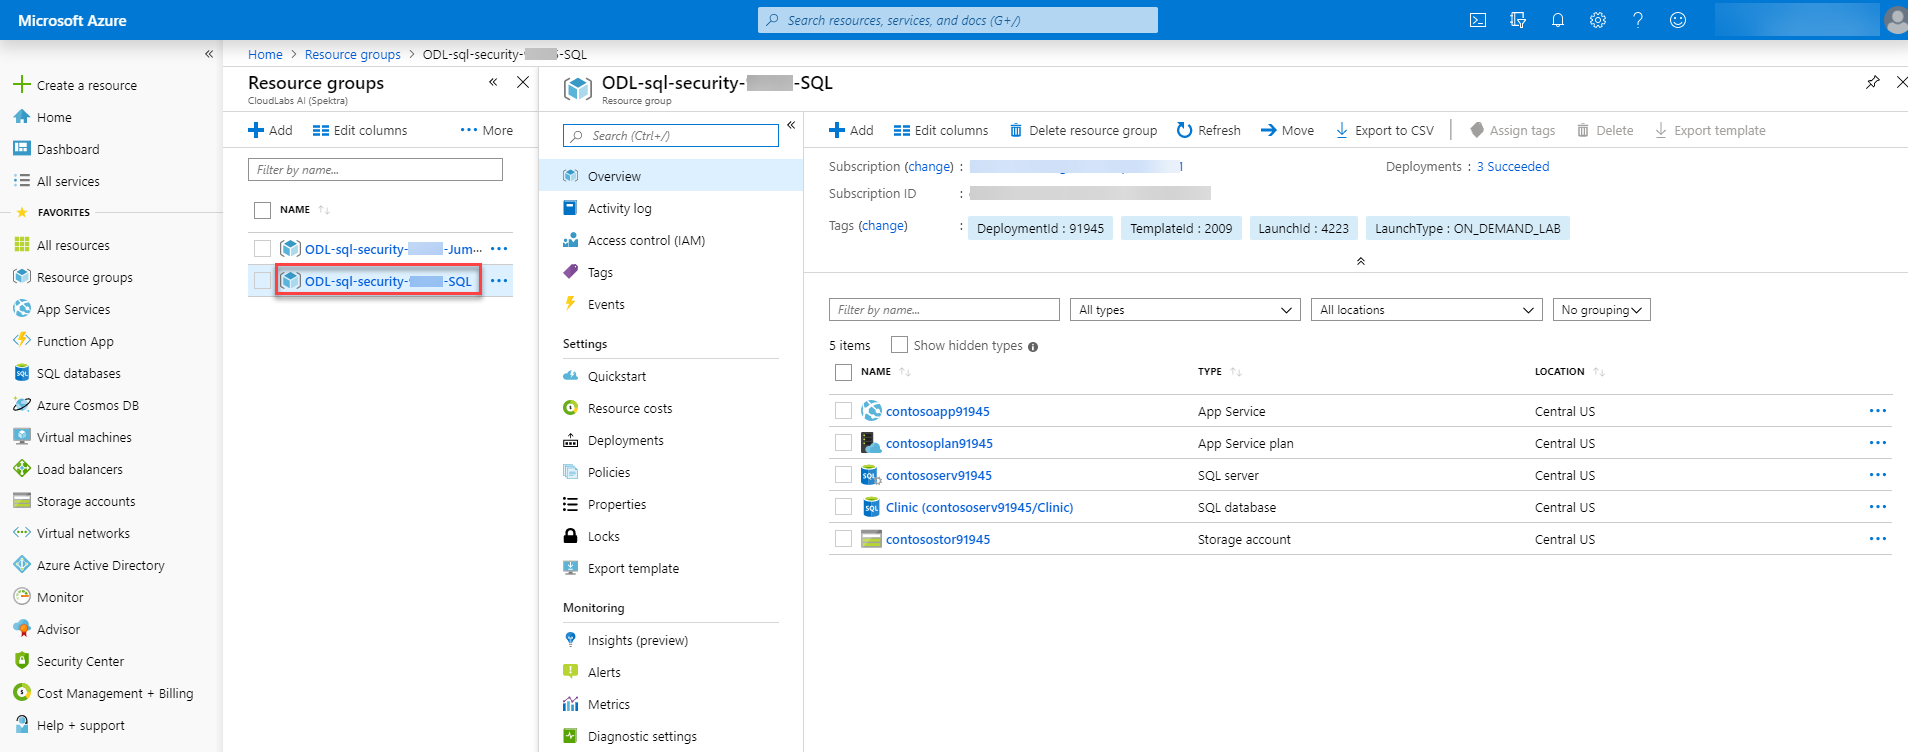 Microsoft Azure
Search resources, services, and docs (G+/)
Home > Resource groups > ODL-sql-security- -SQL
Create a resource
Home
Dashboard
All services
FAVORITES
All resources
Resource groups
App Services
Function App
SQL databases
Azure Cosmos DB
Virtual machines
Load balancers
Storage accounts
Virtual networks
Azure Active Directory
Monitor
Advisor
Security Center
Cost Management + Billing
Help + support
Resource groups
CloudLabs AI (Spektra)
Add Edit columns ••• More
Filter by name...
NAME
ODL-sql-security- -Jum... •••
ODL-sql-security- -SQL •••
ODL-sql-security- -SQL
Resource group
Search (Ctrl+/)
Overview
Activity log
Access control (IAM)
Tags
Events
Settings
Quickstart
Resource costs
Deployments
Policies
Properties
Locks
Export template
Monitoring
Insights (preview)
Alerts
Metrics
Diagnostic settings
Add Edit columns Delete resource group Refresh Move Export to CSV Assign tags Delete Export template
Subscription (change) : Deployments : 3 Succeeded
Subscription ID :
Tags (change) : DeploymentId : 91945 TemplateId : 2009 LaunchId : 4223 LaunchType : ON_DEMAND_LAB
Filter by name... All types All locations No grouping
5 items Show hidden types
NAME TYPE LOCATION
contosoapp91945 App Service Central US •••
contosoplan91945 App Service plan Central US •••
contososerv91945 SQL server Central US •••
Clinic (contososerv91945/Clinic) SQL database Central US •••
contosostor91945 Storage account Central US •••